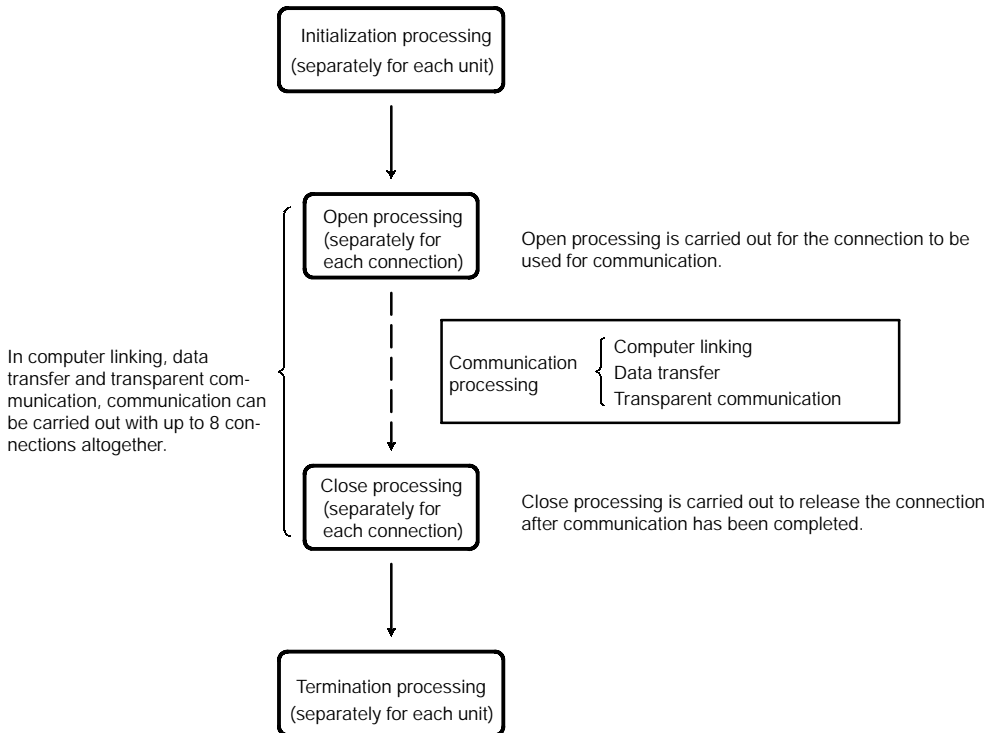 Initialization processing
(separately for each unit)
Open processing
(separately for
each connection)
Open processing is carried out for the connection to be
used for communication.
Communication
processing
Computer linking
Data transfer
Transparent communication
In computer linking, data
transfer and transparent com-
munication, communication can
be carried out with up to 8 con-
nections altogether.
Close processing
(separately for
each connection)
Close processing is carried out to release the connection
after communication has been completed.
Termination processing
(separately for each unit)